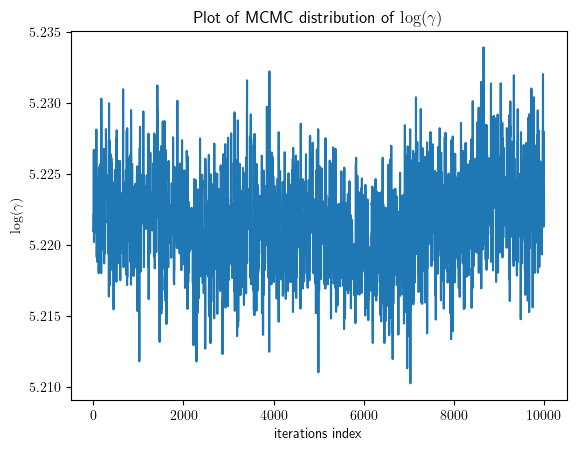 Plot of MCMC distribution of log(γ)
5.235
5.230
5.225
5.220
5.215
5.210
log(γ)
0 2000 4000 6000 8000 10000
iterations index